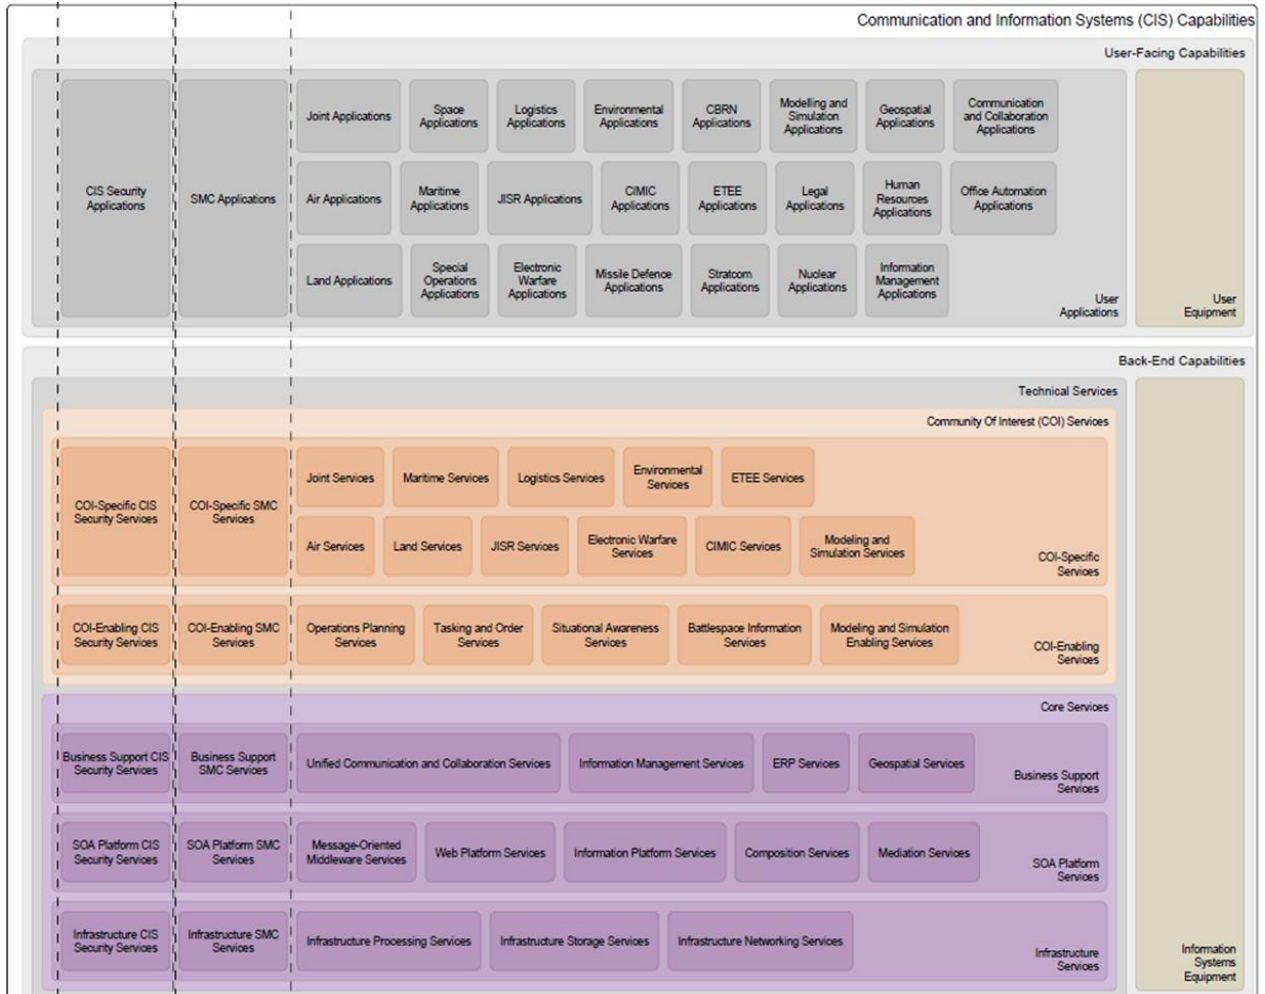 Communication and Information Systems (CIS) Capabilities
User-Facing Capabilities
CIS Security
Applications
SMC Applications
Joint Applications
Space
Applications
Logistics
Applications
Environmental
Applications
CBRN
Applications
Modelling and
Simulation
Applications
Geospatial
Applications
Communication
and Collaboration
Applications
Air Applications
Maritime
Applications
JISR Applications
CIMIC
Applications
ETEE
Applications
Legal
Applications
Human
Resources
Applications
Office Automation
Applications
Land Applications
Special
Operations
Applications
Electronic
Warfare
Applications
Missile Defence
Applications
Stratcom
Applications
Nuclear
Applications
Information
Management
Applications
User
Applications
User
Equipment
Back-End Capabilities
Technical Services
Community Of Interest (COI) Services
COI-Specific CIS
Security Services
COI-Specific SMC
Services
Joint Services
Maritime Services
Logistics Services
Environmental
Services
ETEE Services
Air Services
Land Services
JISR Services
Electronic Warfare
Services
CIMIC Services
Modeling and
Simulation Services
COI-Specific
Services
COI-Enabling CIS
Security Services
COI-Enabling SMC
Services
Operations Planning
Services
Tasking and Order
Services
Situational Awareness
Services
Battlespace Information
Services
Modeling and Simulation
Enabling Services
COI-Enabling
Services
Core Services
Business Support CIS
Security Services
Business Support
SMC Services
Unified Communication and Collaboration Services
Information Management Services
ERP Services
Geospatial Services
Business Support
Services
SOA Platform CIS
Security Services
SOA Platform SMC
Services
Message-Oriented
Middleware Services
Web Platform Services
Information Platform Services
Composition Services
Mediation Services
SOA Platform
Services
Infrastructure CIS
Security Services
Infrastructure SMC
Services
Infrastructure Processing Services
Infrastructure Storage Services
Infrastructure Networking Services
Infrastructure
Services
Information
Systems
Equipment